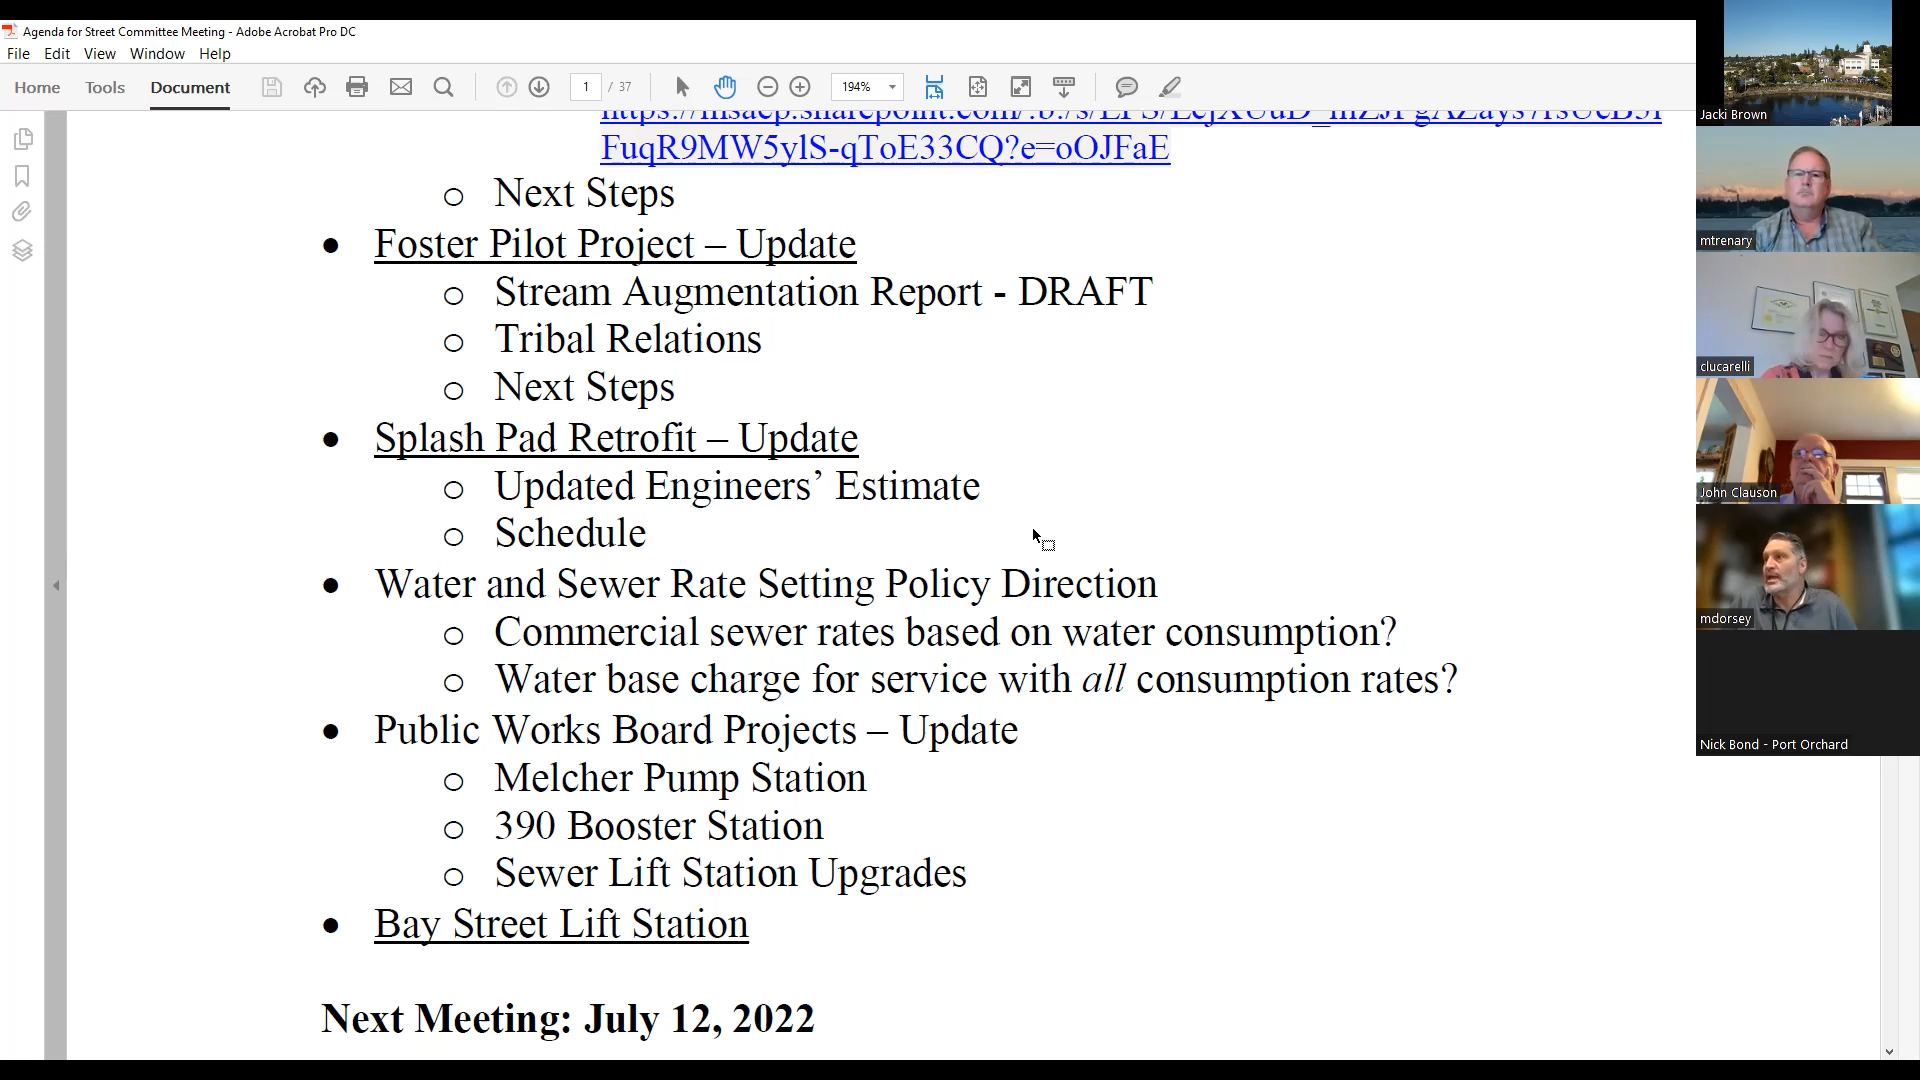 Agenda for Street Committee Meeting - Adobe Acrobat Pro DC
File Edit View Window Help
Home Tools Document 1 / 37 194%
FuqR9MW5ylS-qToE33CQ?e=oOJFaE
o Next Steps
• Foster Pilot Project – Update
o Stream Augmentation Report - DRAFT
o Tribal Relations
o Next Steps
• Splash Pad Retrofit – Update
o Updated Engineers’ Estimate
o Schedule
• Water and Sewer Rate Setting Policy Direction
o Commercial sewer rates based on water consumption?
o Water base charge for service with all consumption rates?
• Public Works Board Projects – Update
o Melcher Pump Station
o 390 Booster Station
o Sewer Lift Station Upgrades
• Bay Street Lift Station
Next Meeting: July 12, 2022
Jacki Brown
mtrenary
clucarelli
John Clauson
mdorsey
Nick Bond - Port Orchard